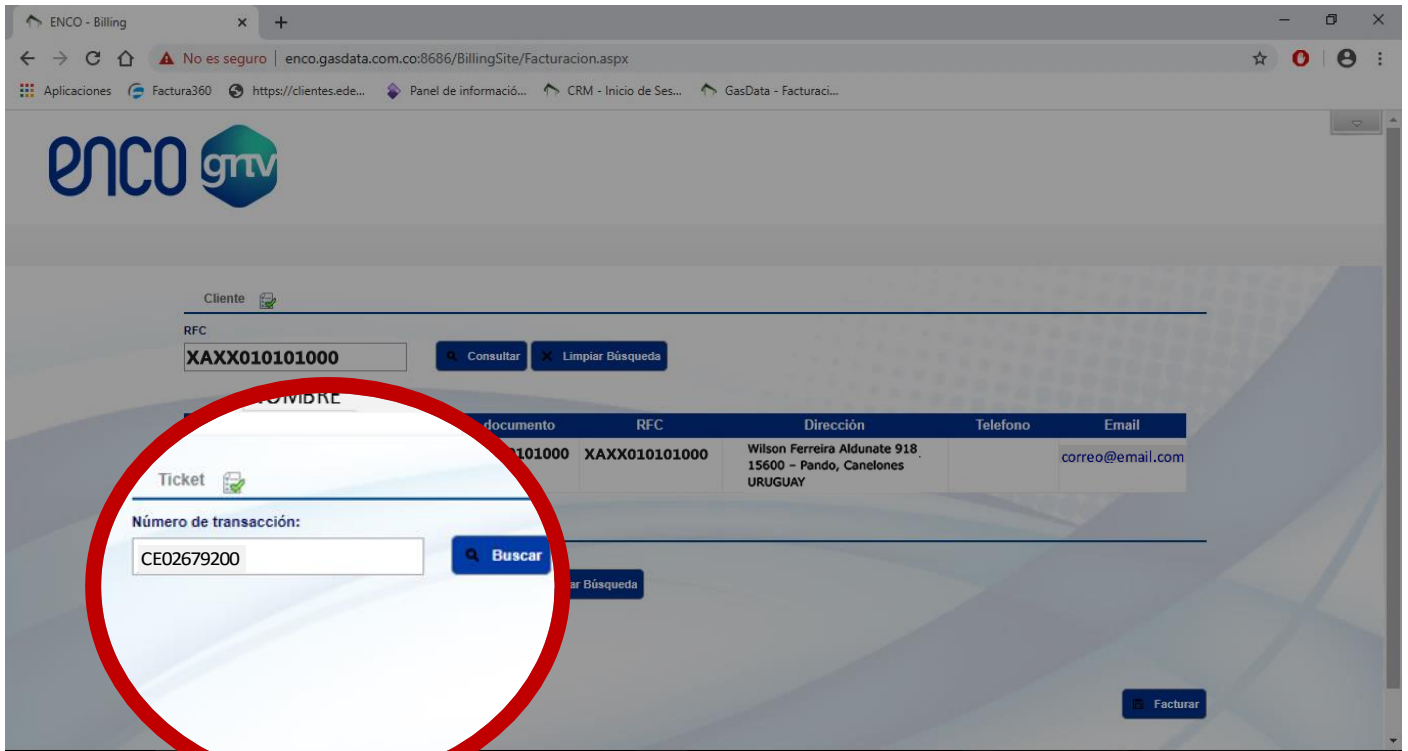 ENCO - Billing
No es seguro | enco.gasdata.com.co:8686/BillingSite/Facturacion.aspx
Aplicaciones Factura360 https://clientes.ede... Panel de informació... CRM - Inicio de Ses... GasData - Facturaci...
enco gnv
Cliente
RFC
XAXX010101000 Consultar Limpiar Búsqueda
documento RFC Dirección Telefono Email
XAXX010101000 Wilson Ferreira Aldunate 918 correo@email.com
15600 – Pando, Canelones
URUGUAY
Ticket
Número de transacción:
CE02679200 Buscar
Búsqueda
Facturar